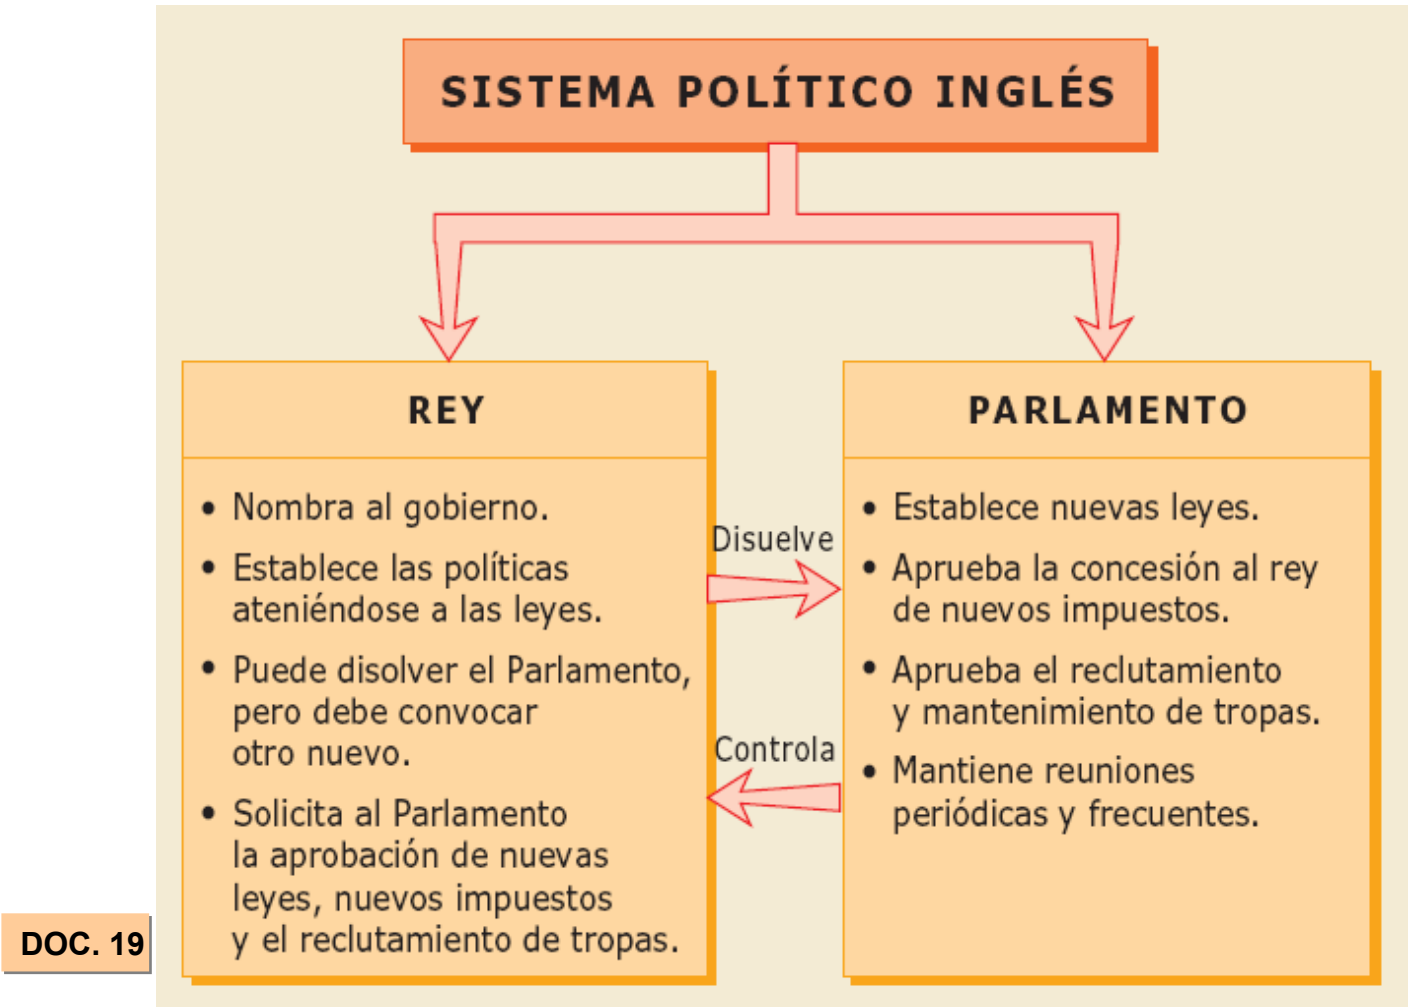 SISTEMA POLÍTICO INGLÉS
REY
• Nombra al gobierno.
• Establece las políticas
ateniéndose a las leyes.
• Puede disolver el Parlamento,
pero debe convocar
otro nuevo.
• Solicita al Parlamento
la aprobación de nuevas
leyes, nuevos impuestos
y el reclutamiento de tropas.
Disuelve
Controla
PARLAMENTO
• Establece nuevas leyes.
• Aprueba la concesión al rey
de nuevos impuestos.
• Aprueba el reclutamiento
y mantenimiento de tropas.
• Mantiene reuniones
periódicas y frecuentes.
DOC. 19